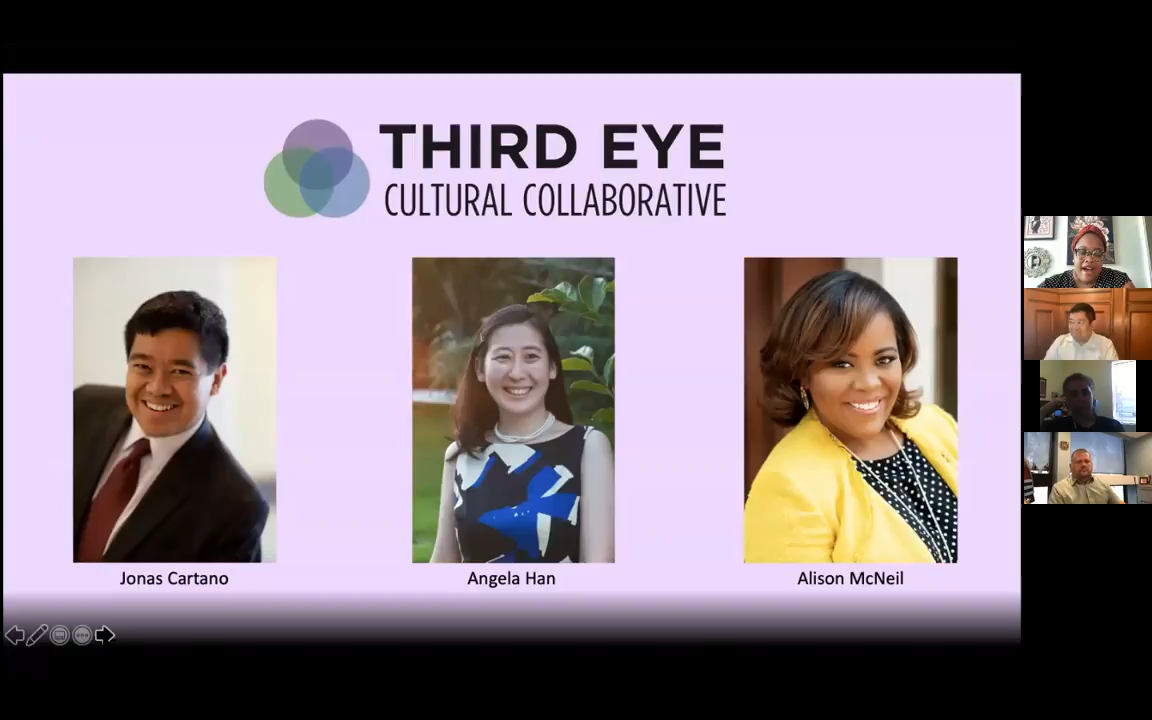 THIRD EYE
CULTURAL COLLABORATIVE
Jonas Cartano
Angela Han
Alison McNeil